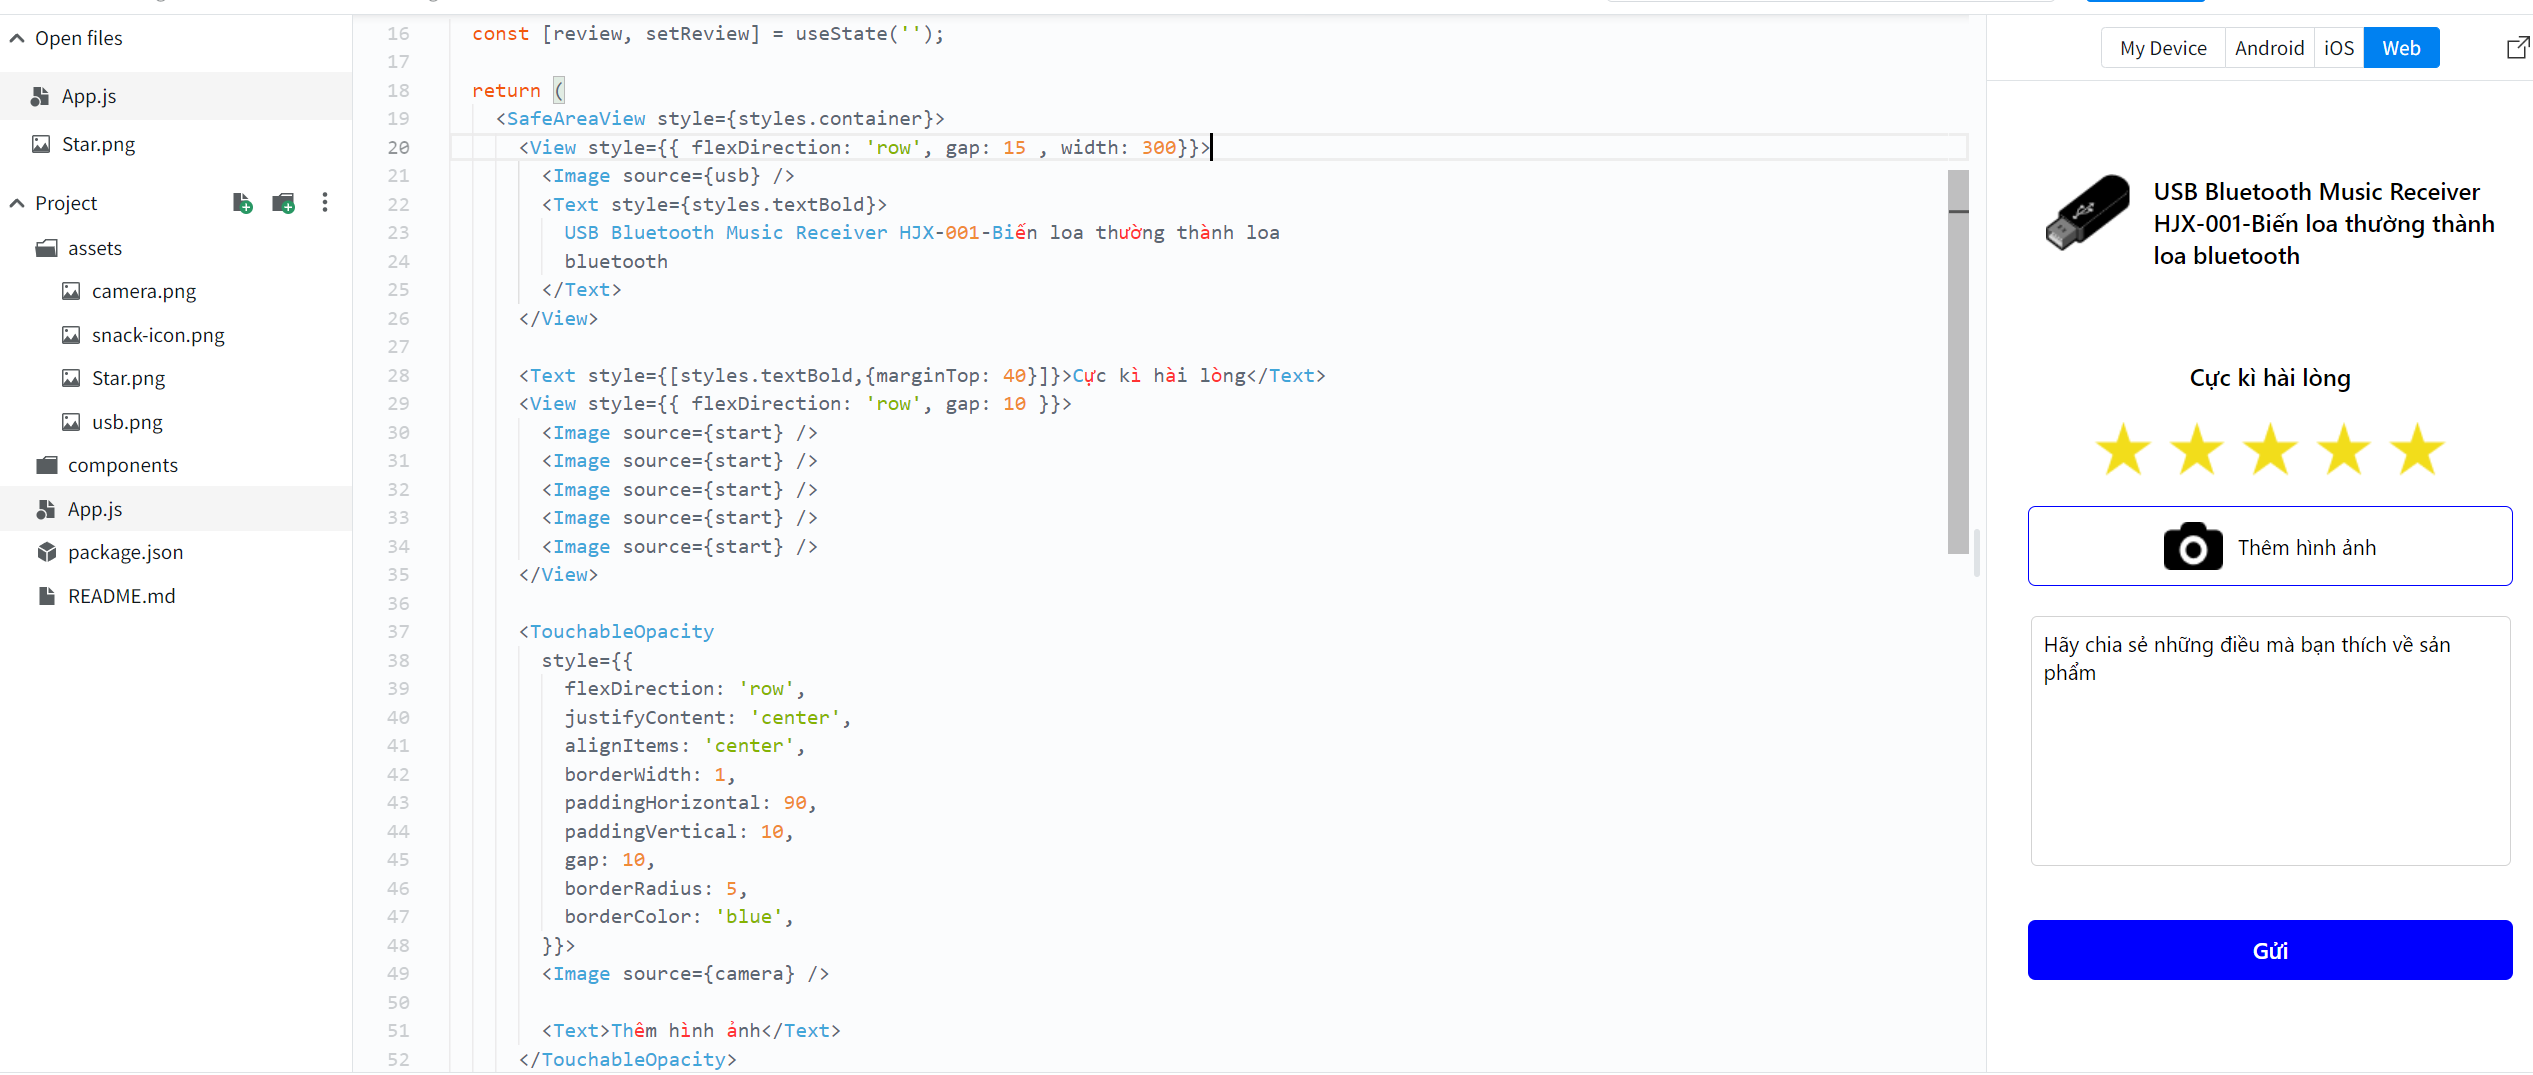 Open files
App.js
Star.png
Project
assets
camera.png
snack-icon.png
Star.png
usb.png
components
App.js
package.json
README.md
16 const [review, setReview] = useState('');
17
18 return (
19 <SafeAreaView style={styles.container}>
20 <View style={{ flexDirection: 'row', gap: 15 , width: 300}}>
21 <Image source={usb} />
22 <Text style={styles.textBold}>
23 USB Bluetooth Music Receiver HJX-001-Biến loa thường thành loa
24 bluetooth
25 </Text>
26 </View>
27
28 <Text style={[styles.textBold,{marginTop: 40}]}>Cực kì hài lòng</Text>
29 <View style={{ flexDirection: 'row', gap: 10 }}>
30 <Image source={start} />
31 <Image source={start} />
32 <Image source={start} />
33 <Image source={start} />
34 <Image source={start} />
35 </View>
36
37 <TouchableOpacity
38 style={{
39 flexDirection: 'row',
40 justifyContent: 'center',
41 alignItems: 'center',
42 borderWidth: 1,
43 paddingHorizontal: 90,
44 paddingVertical: 10,
45 gap: 10,
46 borderRadius: 5,
47 borderColor: 'blue',
48 }}>
49 <Image source={camera} />
50
51 <Text>Thêm hình ảnh</Text>
52 </TouchableOpacity>
My Device Android iOS Web
USB Bluetooth Music Receiver
HJX-001-Biến loa thường thành
loa bluetooth
Cực kì hài lòng
Thêm hình ảnh
Hãy chia sẻ những điều mà bạn thích về sản
phẩm
Gửi